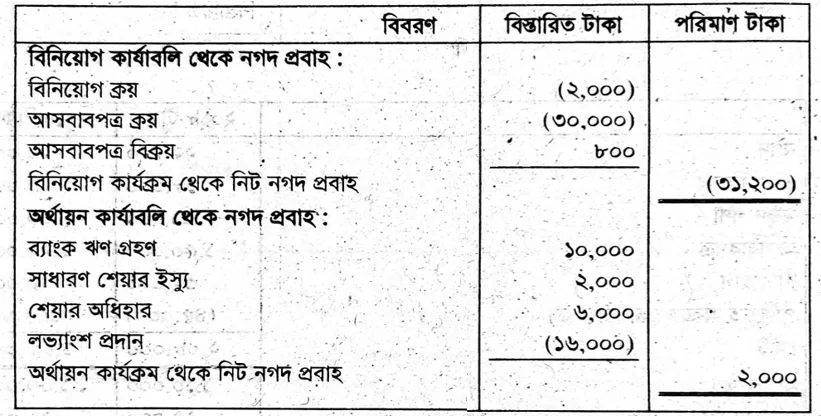 বিবরণ বিস্তারিত টাকা পরিমাণ টাকা
বিনিয়োগ কার্যাবলি থেকে নগদ প্রবাহ :
বিনিয়োগ ক্রয় (২,০০০)
আসবাবপত্র ক্রয় (৩০,০০০)
আসবাবপত্র বিক্রয় ৮০০
বিনিয়োগ কার্যক্রম থেকে নিট নগদ প্রবাহ (৩১,২০০)
অর্থায়ন কার্যাবলি থেকে নগদ প্রবাহ :
ব্যাংক ঋণ গ্রহণ ১০,০০০
সাধারণ শেয়ার ইস্যু ২,০০০
শেয়ার অধিহার ৬,০০০
লভ্যাংশ প্রদান (১৬,০০০)
অর্থায়ন কার্যক্রম থেকে নিট নগদ প্রবাহ ২,০০০